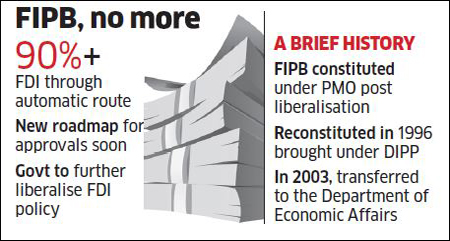 FIPB, no more
90%+
FDI through
automatic route
New roadmap for
approvals soon
Govt to further
liberalise FDI
policy
A BRIEF HISTORY
FIPB constituted
under PMO post
liberalisation
Reconstituted in 1996
brought under DIPP
In 2003, transferred
to the Department of
Economic Affairs